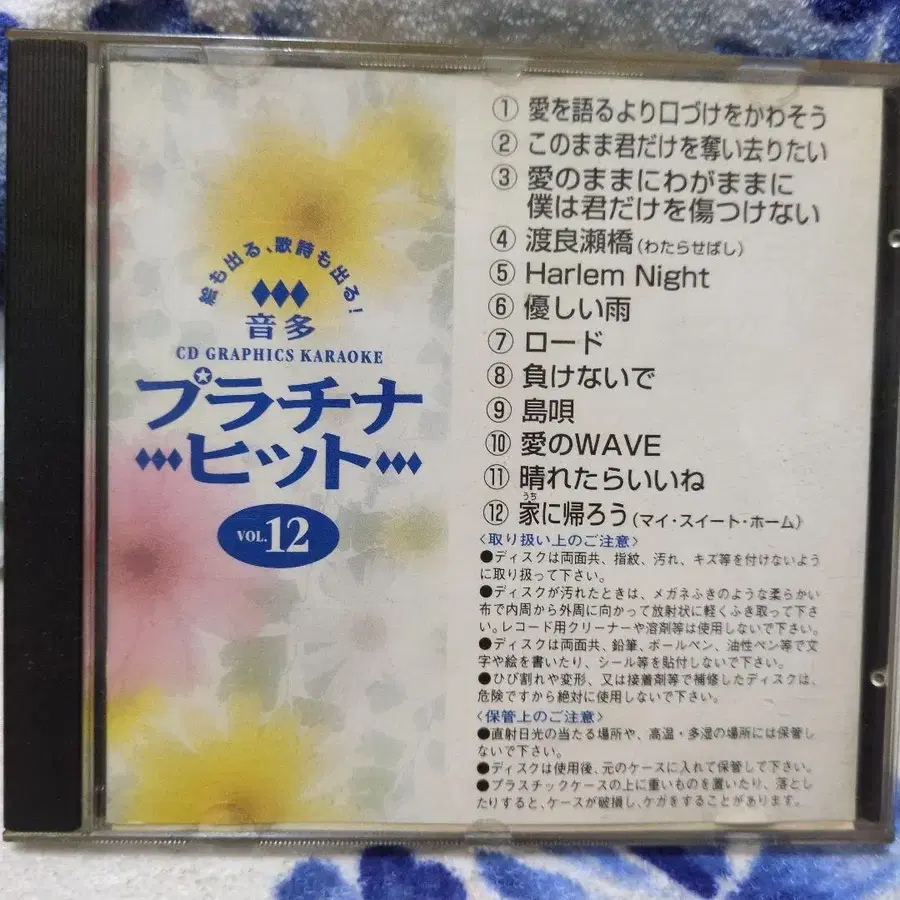 絵も出る、歌詩も出る!
音多
CD GRAPHICS KARAOKE
プラチナ
ヒット
VOL.12
① 愛を語るより口づけをかわそう
② このまま君だけを奪い去りたい
③ 愛のままにわがままに
僕は君だけを傷つけない
④ 渡良瀬橋(わたらせばし)
⑤ Harlem Night
⑥ 優しい雨
⑦ ロード
⑧ 負けないで
⑨ 島唄
⑩ 愛のWAVE
⑪ 晴れたらいいね
うち
⑫ 家に帰ろう(マイ・スイート・ホーム)
〈取り扱い上のご注意〉
●ディスクは両面共、指紋、汚れ、キズ等を付けないよう
に取り扱って下さい。
●ディスクが汚れたときは、メガネふきのような柔らかい
布で内周から外周に向かって放射状に軽くふき取って下さ
い。レコード用クリーナーや溶剤等は使用しないで下さい。
●ディスクは両面共、鉛筆、ボールペン、油性ペン等で文
字や絵を書いたり、シール等を貼付しないで下さい。
●ひび割れや変形、又は接着剤等で補修したディスクは、
危険ですから絶対に使用しないで下さい。
〈保管上のご注意〉
●直射日光の当たる場所や、高温・多湿の場所には保管し
ないで下さい。
●ディスクは使用後、元のケースに入れて保管して下さい。
●プラスチックケースの上に重いものを置いたり、落とし
たりすると、ケースが破損し、ケガをすることがあります。